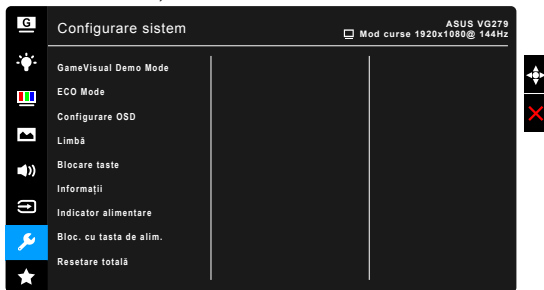 G
Configurare sistem
ASUS VG279
Mod curse 1920x1080@ 144Hz
GameVisual Demo Mode
ECO Mode
Configurare OSD
Limbă
Blocare taste
Informații
Indicator alimentare
Bloc. cu tasta de alim.
Resetare totală